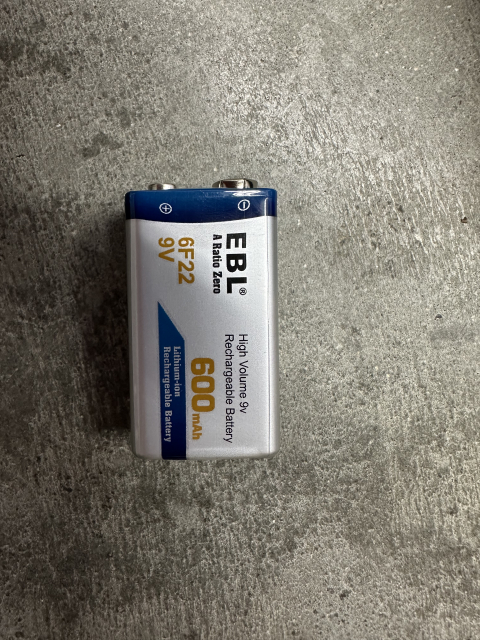 EBL®
A Ratio Zero
6F22
9V
High Volume 9v
Rechargeable Battery
600mAh
Lithium-ion
Rechargeable Battery